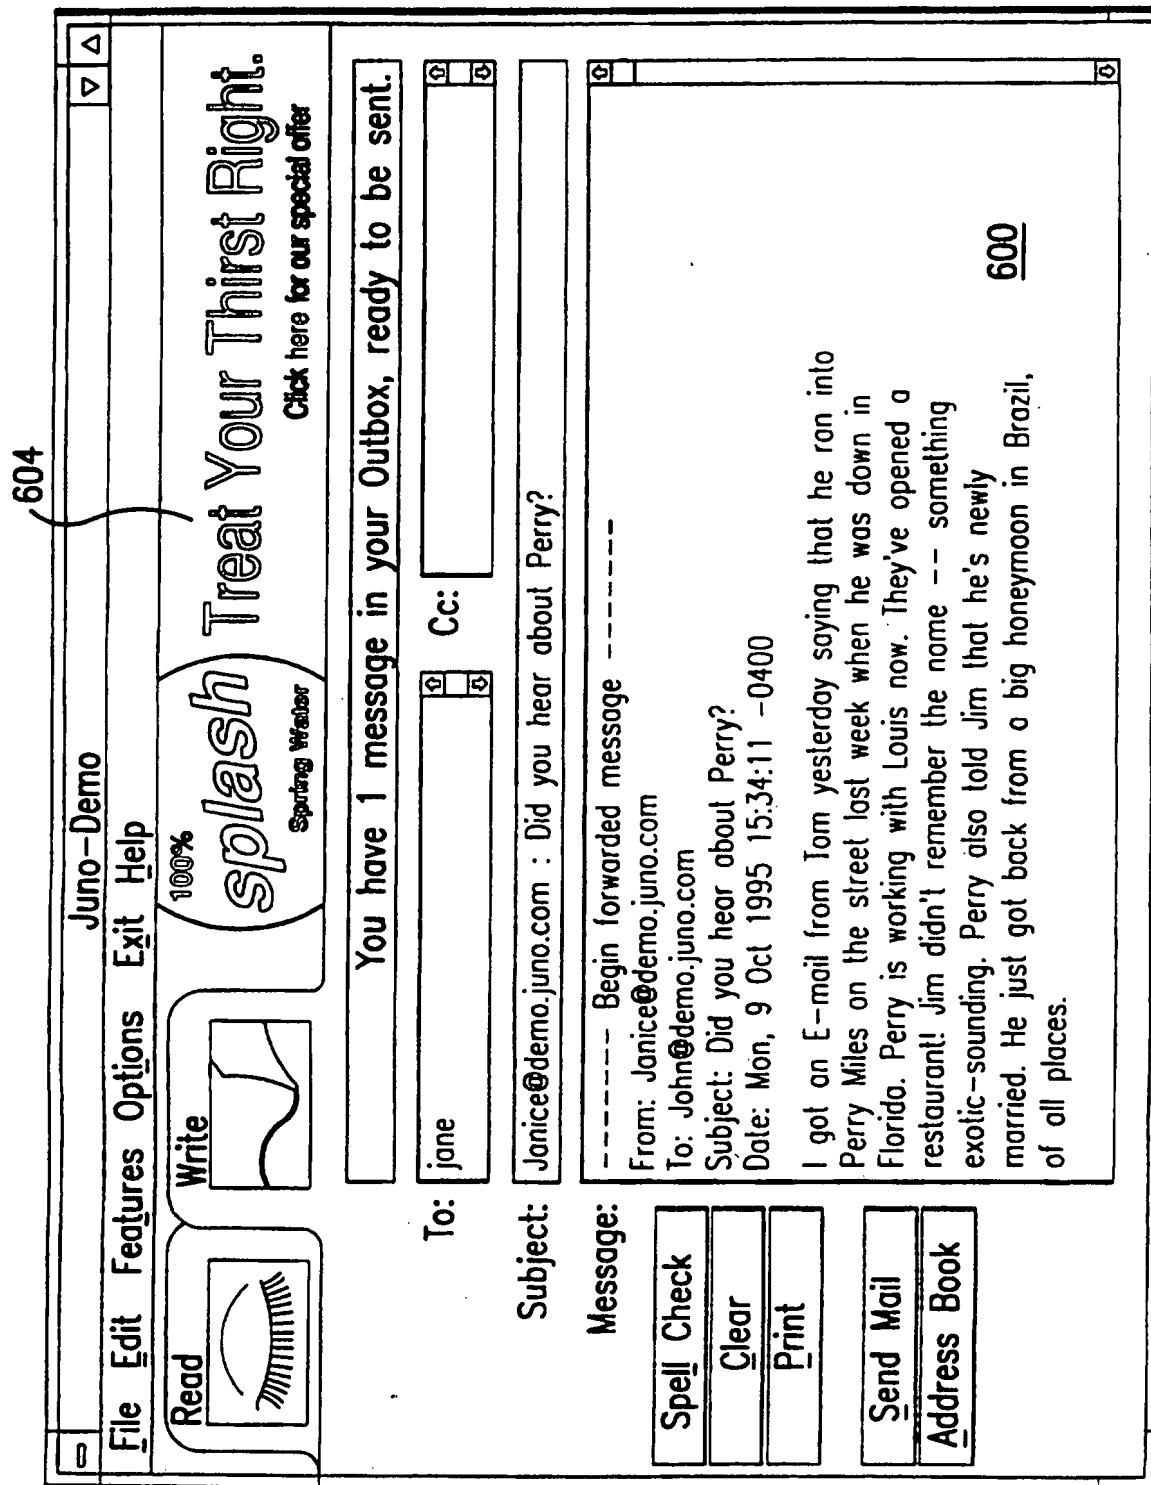 604
Juno-Demo
File Edit Features Options Exit Help
Read
Write
100%
splash
Spring Water
Treat Your Thirst Right.
Click here for our special offer
You have 1 message in your Outbox, ready to be sent.
To: jane
Cc:
Subject: Janice@demo.juno.com : Did you hear about Perry?
Message:
-------- Begin forwarded message --------
From: Janice@demo.juno.com
To: John@demo.juno.com
Subject: Did you hear about Perry?
Date: Mon, 9 Oct 1995 15:34:11 -0400
I got an E-mail from Tom yesterday saying that he ran into
Perry Miles on the street last week when he was down in
Florida. Perry is working with Louis now. They've opened a
restaurant! Jim didn't remember the name -- something
exotic-sounding. Perry also told Jim that he's newly
married. He just got back from a big honeymoon in Brazil,
of all places.
600
Spell Check
Clear
Print
Send Mail
Address Book